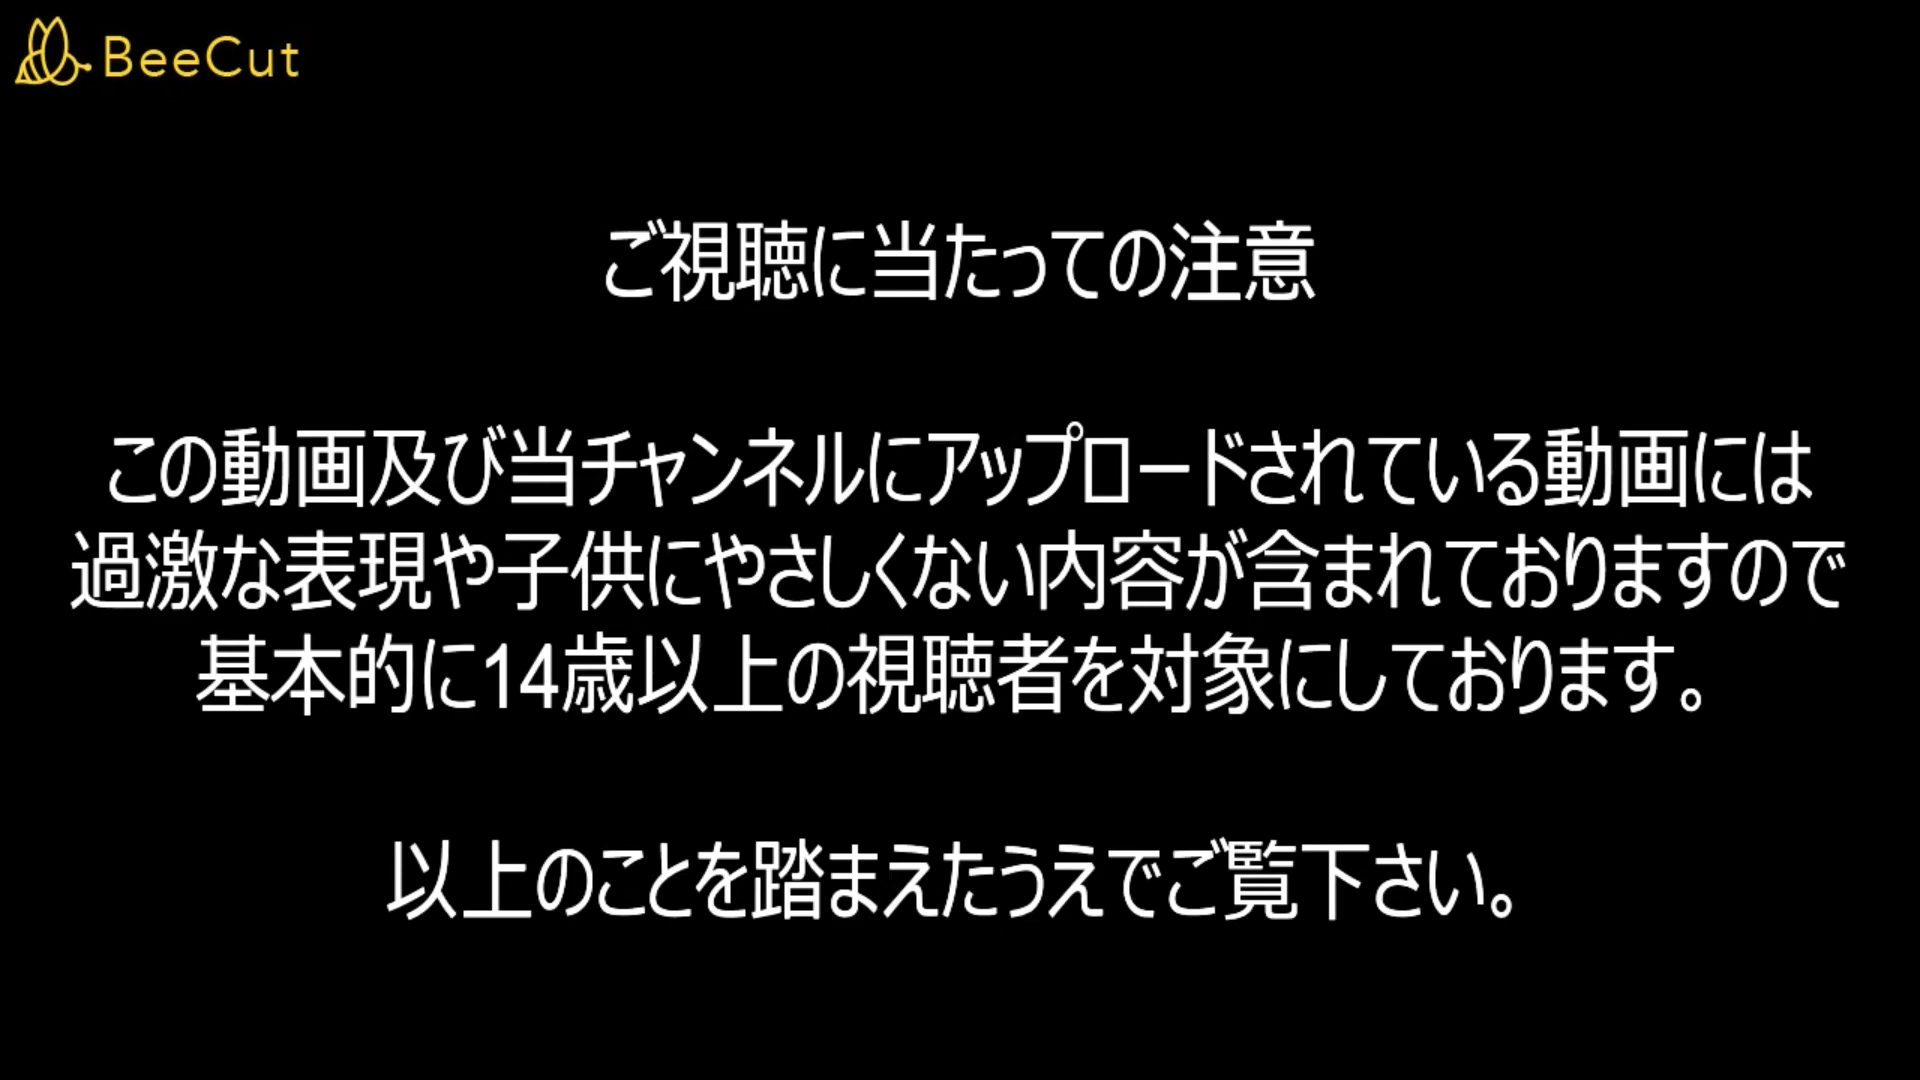 BeeCut
ご視聴に当たっての注意
この動画及び当チャンネルにアップロードされている動画には
過激な表現や子供にやさしくない内容が含まれておりますので
基本的に14歳以上の視聴者を対象にしております。
以上のことを踏まえたうえでご覧下さい。